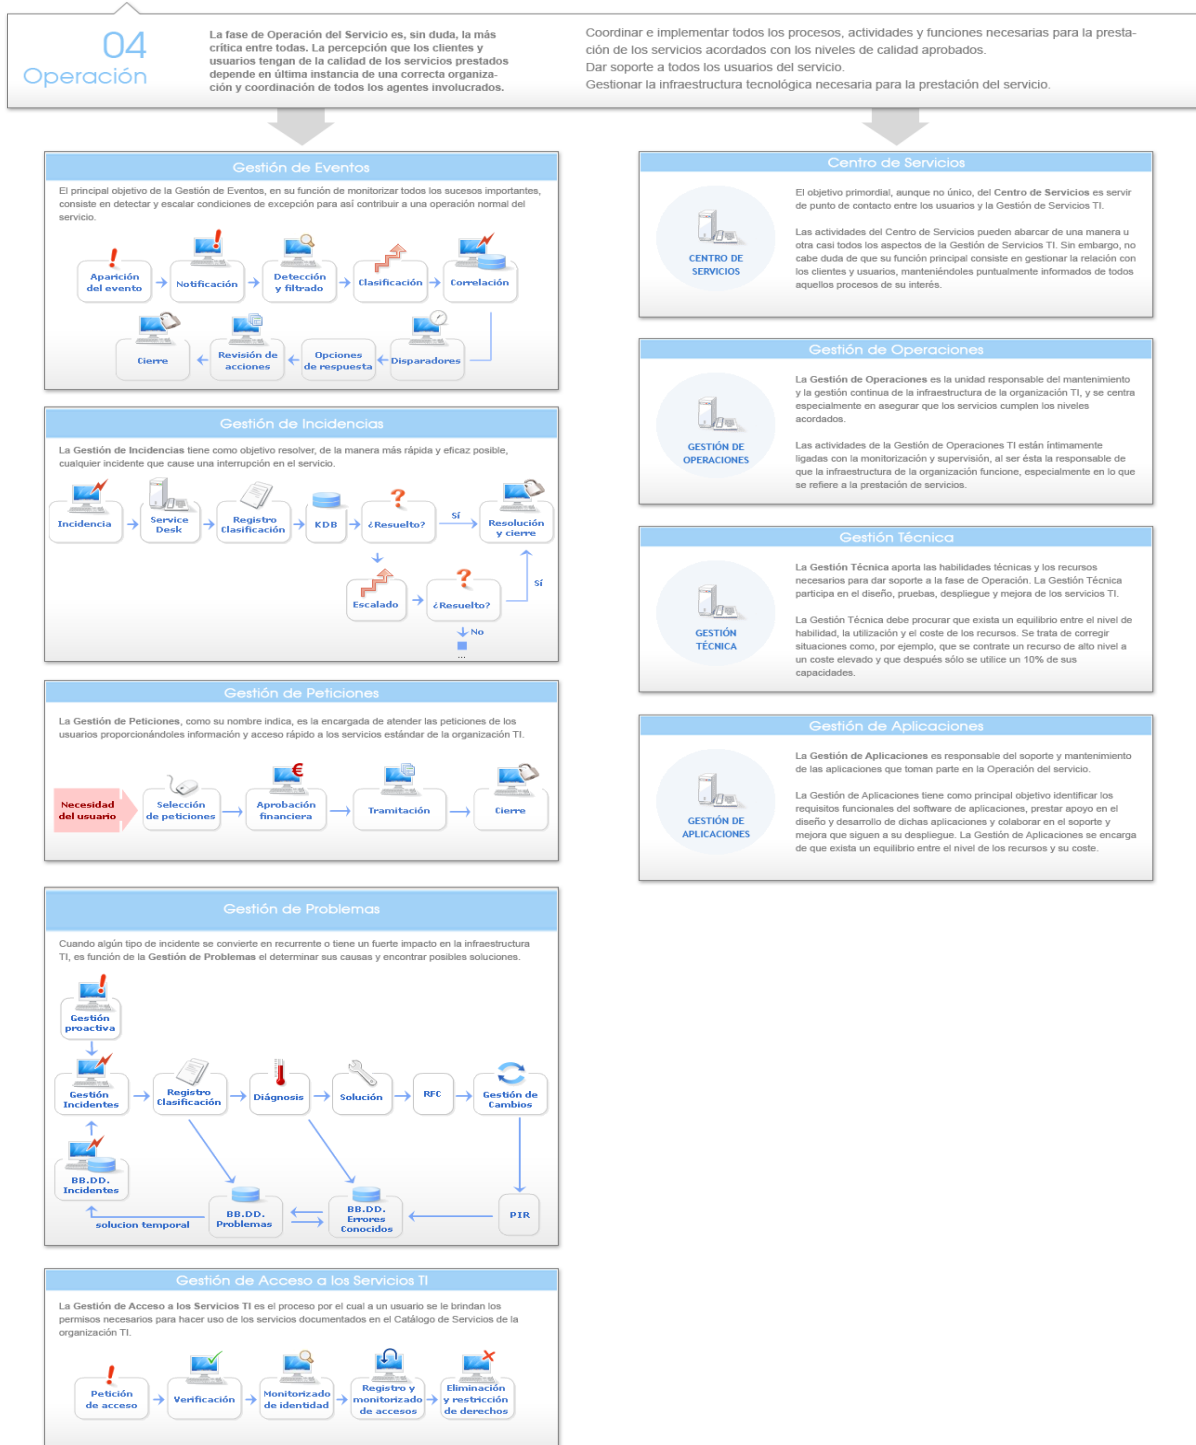 04
Operación
La fase de Operación del Servicio es, sin duda, la más
crítica entre todas. La percepción que los clientes y
usuarios tengan de la calidad de los servicios prestados
depende en última instancia de una correcta organiza-
ción y coordinación de todos los agentes involucrados.
Coordinar e implementar todos los procesos, actividades y funciones necesarias para la presta-
ción de los servicios acordados con los niveles de calidad aprobados.
Dar soporte a todos los usuarios del servicio.
Gestionar la infraestructura tecnológica necesaria para la prestación del servicio.
Gestión de Eventos
El principal objetivo de la Gestión de Eventos, en su función de monitorizar todos los sucesos importantes,
consiste en detectar y escalar condiciones de excepción para así contribuir a una operación normal del
servicio.
Aparición
del evento
Notificación
Detección
y filtrado
Clasificación
Correlación
Cierre
Revisión de
acciones
Opciones
de respuesta
Disparadores
Gestión de Incidencias
La Gestión de Incidencias tiene como objetivo resolver, de la manera más rápida y eficaz posible,
cualquier incidente que cause una interrupción en el servicio.
Incidencia
Service
Desk
Registro
Clasificación
KDB
¿Resuelto?
Sí
Resolución
y cierre
Escalado
¿Resuelto?
Sí
No
...
Gestión de Peticiones
La Gestión de Peticiones, como su nombre indica, es la encargada de atender las peticiones de los
usuarios proporcionándoles información y acceso rápido a los servicios estándar de la organización TI.
Necesidad
del usuario
Selección
de peticiones
€
Aprobación
financiera
Tramitación
Cierre
Gestión de Problemas
Cuando algún tipo de incidente se convierte en recurrente o tiene un fuerte impacto en la infraestructura
TI, es función de la Gestión de Problemas el determinar sus causas y encontrar posibles soluciones.
Gestión
proactiva
Gestión
Incidentes
Registro
Clasificación
Diágnosis
Solución
RFC
Gestión de
Cambios
BB.DD.
Incidentes
solucion temporal
BB.DD.
Problemas
BB.DD.
Errores
Conocidos
PIR
Gestión de Acceso a los Servicios TI
La Gestión de Acceso a los Servicios TI es el proceso por el cual a un usuario se le brindan los
permisos necesarios para hacer uso de los servicios documentados en el Catálogo de Servicios de la
organización TI.
Petición
de acceso
Verificación
Monitorizado
de identidad
Registro y
monitorizado
de accesos
Eliminación
y restricción
de derechos
Centro de Servicios
CENTRO DE
SERVICIOS
El objetivo primordial, aunque no único, del Centro de Servicios es servir
de punto de contacto entre los usuarios y la Gestión de Servicios TI.
Las actividades del Centro de Servicios pueden abarcar de una manera u
otra casi todos los aspectos de la Gestión de Servicios TI. Sin embargo, no
cabe duda de que su función principal consiste en gestionar la relación con
los clientes y usuarios, manteniéndoles puntualmente informados de todos
aquellos procesos de su interés.
Gestión de Operaciones
GESTIÓN DE
OPERACIONES
La Gestión de Operaciones es la unidad responsable del mantenimiento
y la gestión continua de la infraestructura de la organización TI, y se centra
especialmente en asegurar que los servicios cumplen los niveles
acordados.
Las actividades de la Gestión de Operaciones TI están íntimamente
ligadas con la monitorización y supervisión, al ser ésta la responsable de
que la infraestructura de la organización funcione, especialmente en lo que
se refiere a la prestación de servicios.
Gestión Técnica
GESTIÓN
TÉCNICA
La Gestión Técnica aporta las habilidades técnicas y los recursos
necesarios para dar soporte a la fase de Operación. La Gestión Técnica
participa en el diseño, pruebas, despliegue y mejora de los servicios TI.
La Gestión Técnica debe procurar que exista un equilibrio entre el nivel de
habilidad, la utilización y el coste de los recursos. Se trata de corregir
situaciones como, por ejemplo, que se contrate un recurso de alto nivel a
un coste elevado y que después sólo se utilice un 10% de sus
capacidades.
Gestión de Aplicaciones
GESTIÓN DE
APLICACIONES
La Gestión de Aplicaciones es responsable del soporte y mantenimiento
de las aplicaciones que toman parte en la Operación del servicio.
La Gestión de Aplicaciones tiene como principal objetivo identificar los
requisitos funcionales del software de aplicaciones, prestar apoyo en el
diseño y desarrollo de dichas aplicaciones y colaborar en el soporte y
mejora que siguen a su despliegue. La Gestión de Aplicaciones se encarga
de que exista un equilibrio entre el nivel de los recursos y su coste.